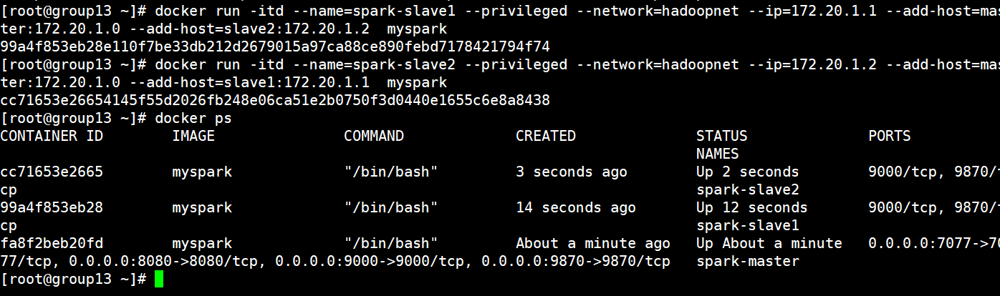 [root@group13 ~]# docker run -itd --name=spark-slave1 --privileged --network=hadoopnet --ip=172.20.1.1 --add-host=mas
ter:172.20.1.0 --add-host=slave2:172.20.1.2  myspark
99a4f853eb28e110f7be33db212d2679015a97ca88ce890febd7178421794f74
[root@group13 ~]# docker run -itd --name=spark-slave2 --privileged --network=hadoopnet --ip=172.20.1.2 --add-host=mas
ter:172.20.1.0 --add-host=slave1:172.20.1.1  myspark
cc71653e26654145f55d2026fb248e06ca51e2b0750f3d0440e1655c6e8a8438
[root@group13 ~]# docker ps
CONTAINER ID        IMAGE               COMMAND             CREATED              STATUS              PORTS
                                                                                 NAMES
cc71653e2665        myspark             "/bin/bash"         3 seconds ago        Up 2 seconds        9000/tcp, 9870/t
cp                                                                               spark-slave2
99a4f853eb28        myspark             "/bin/bash"         14 seconds ago       Up 12 seconds       9000/tcp, 9870/t
cp                                                                               spark-slave1
fa8f2beb20fd        myspark             "/bin/bash"         About a minute ago   Up About a minute   0.0.0.0:7077->70
77/tcp, 0.0.0.0:8080->8080/tcp, 0.0.0.0:9000->9000/tcp, 0.0.0.0:9870->9870/tcp   spark-master
[root@group13 ~]#